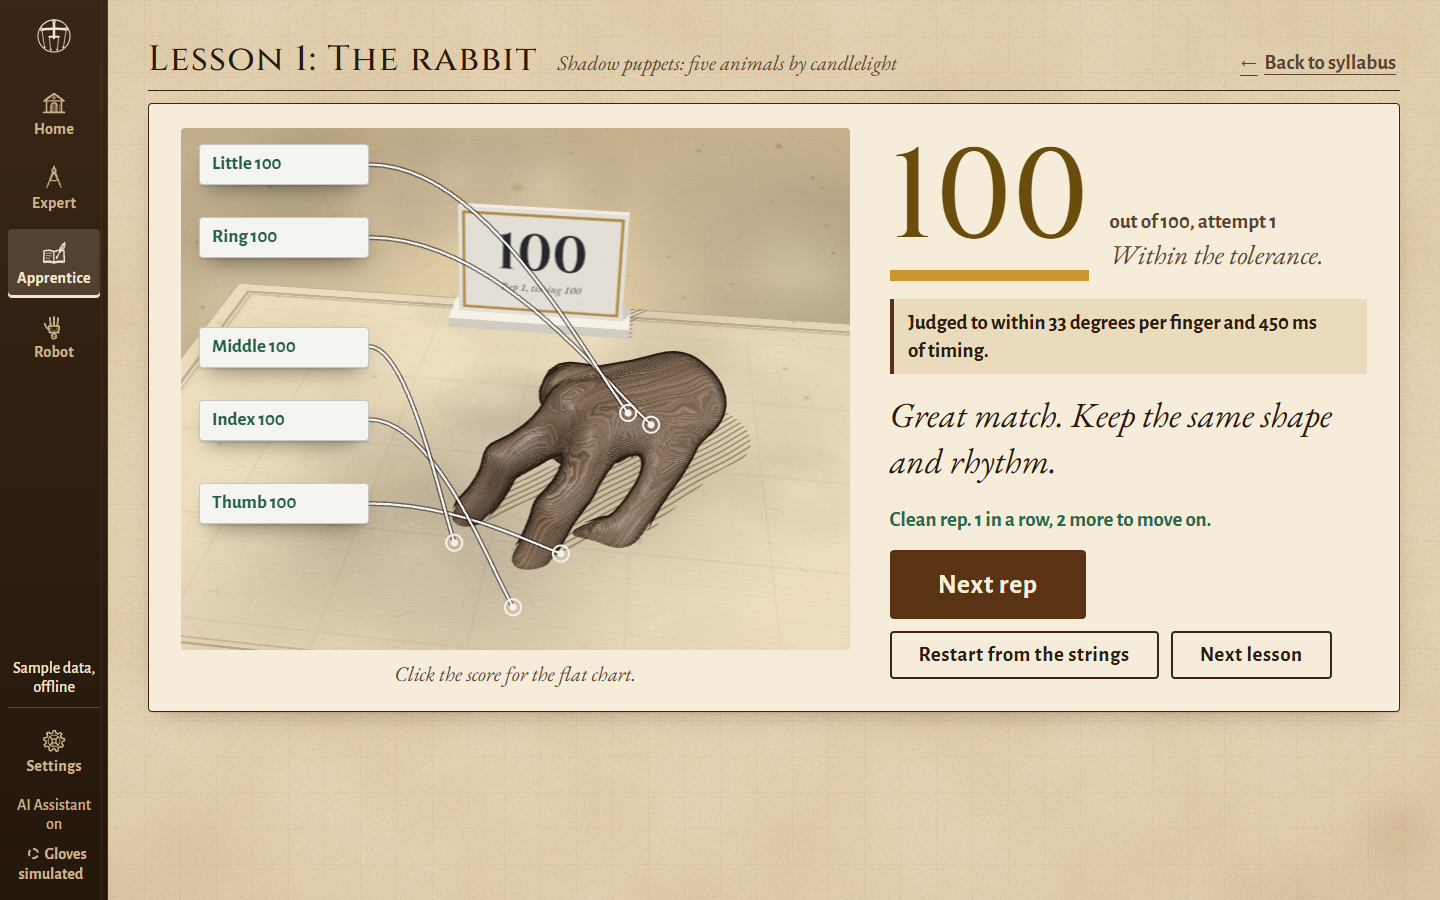 Lesson 1: The rabbit
Shadow puppets: five animals by candlelight
← Back to syllabus
Home
Expert
Apprentice
Robot
Sample data,
offline
Settings
AI Assistant
on
Gloves
simulated
Little 100
Ring 100
Middle 100
Index 100
Thumb 100
100
Rep 1, timing 100
Click the score for the flat chart.
100
out of 100, attempt 1
Within the tolerance.
Judged to within 33 degrees per finger and 450 ms
of timing.
Great match. Keep the same shape
and rhythm.
Clean rep. 1 in a row, 2 more to move on.
Next rep
Restart from the strings
Next lesson